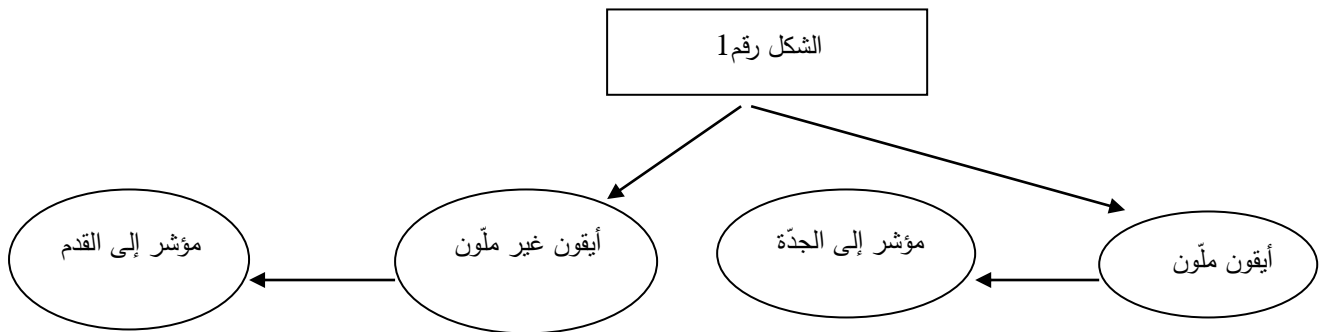 الشكل رقم1
أيقون ملّون
مؤشر إلى الجدّة
أيقون غير ملّون
مؤشر إلى القدم